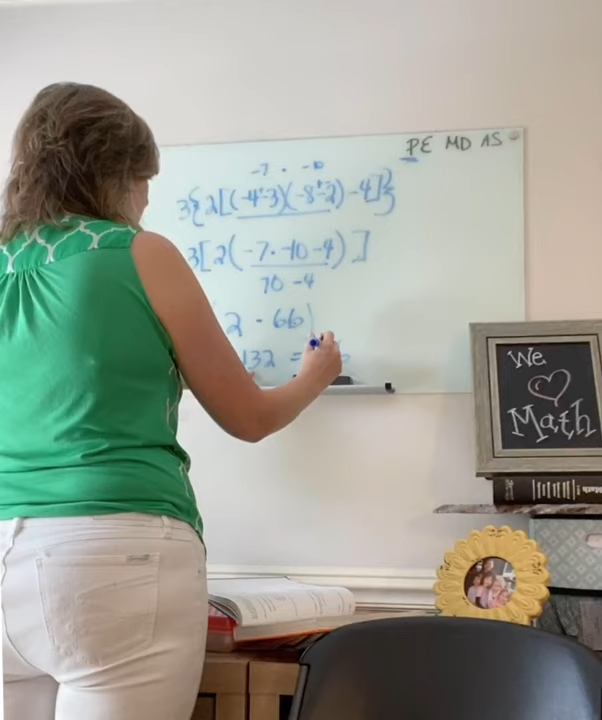 PE MD AS
-7 · -10
3{2[(-4+-3)(-8+-2)-4]}
3[2(-7·-10-4)]
70-4
2 · 66)
132 =
We
Math
Math